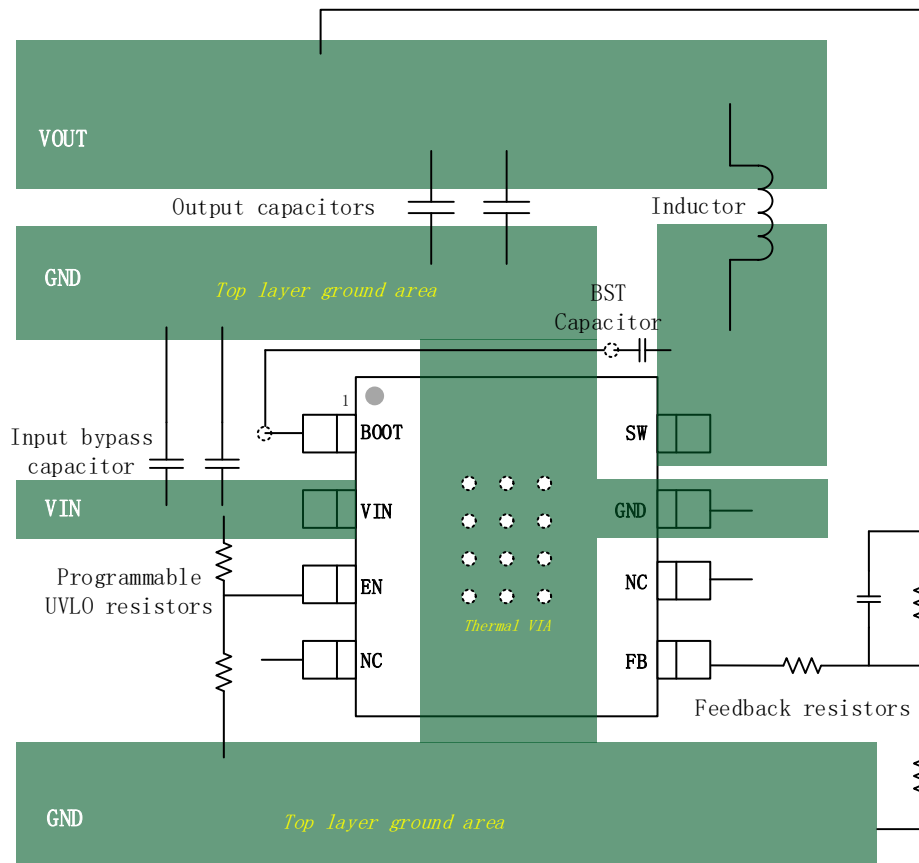 VOUT
Output capacitors
Inductor
GND
Top layer ground area
BST
Capacitor
1
BOOT
SW
Input bypass
capacitor
VIN
VIN
GND
Programmable
UVLO resistors
EN
NC
Thermal VIA
NC
FB
Feedback resistors
GND
Top layer ground area